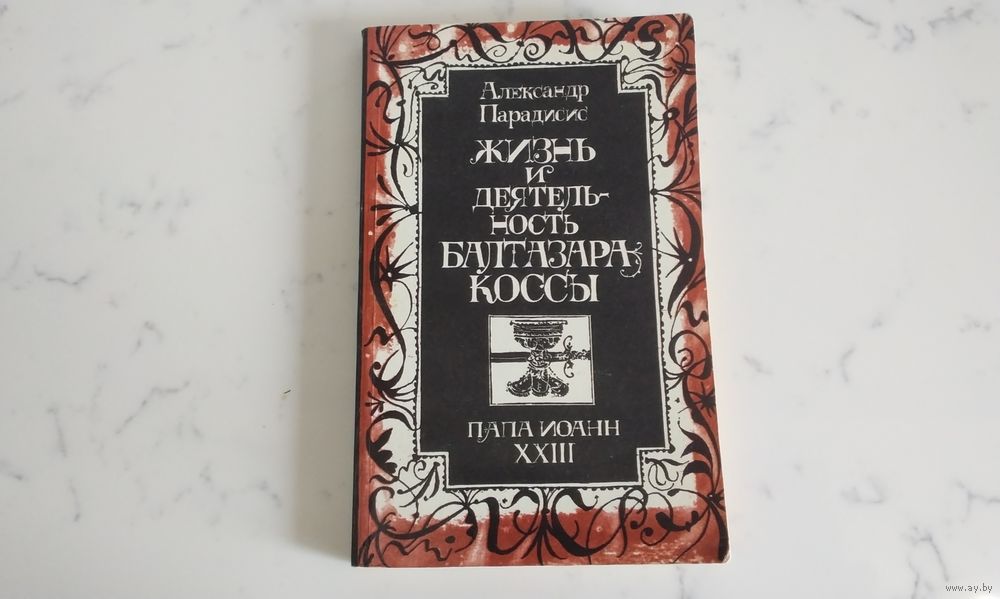 Александр
Парадисис
ЖИЗНЬ
И
ДЕЯТЕЛЬ-
НОСТЬ
БАЛТАЗАРА
КОССЫ
ПАПА ИОАНН
XXIII
www.ay.by